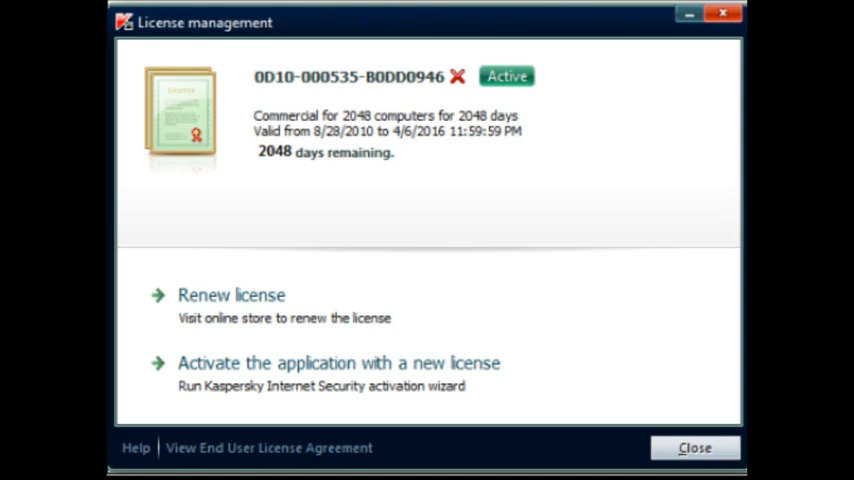 License management
0D10-000535-B0DD0946 Active
Commercial for 2048 computers for 2048 days
Valid from 8/28/2010 to 4/6/2016 11:59:59 PM
2048 days remaining.
License
Renew license
Visit online store to renew the license
Activate the application with a new license
Run Kaspersky Internet Security activation wizard
Help View End User License Agreement Close